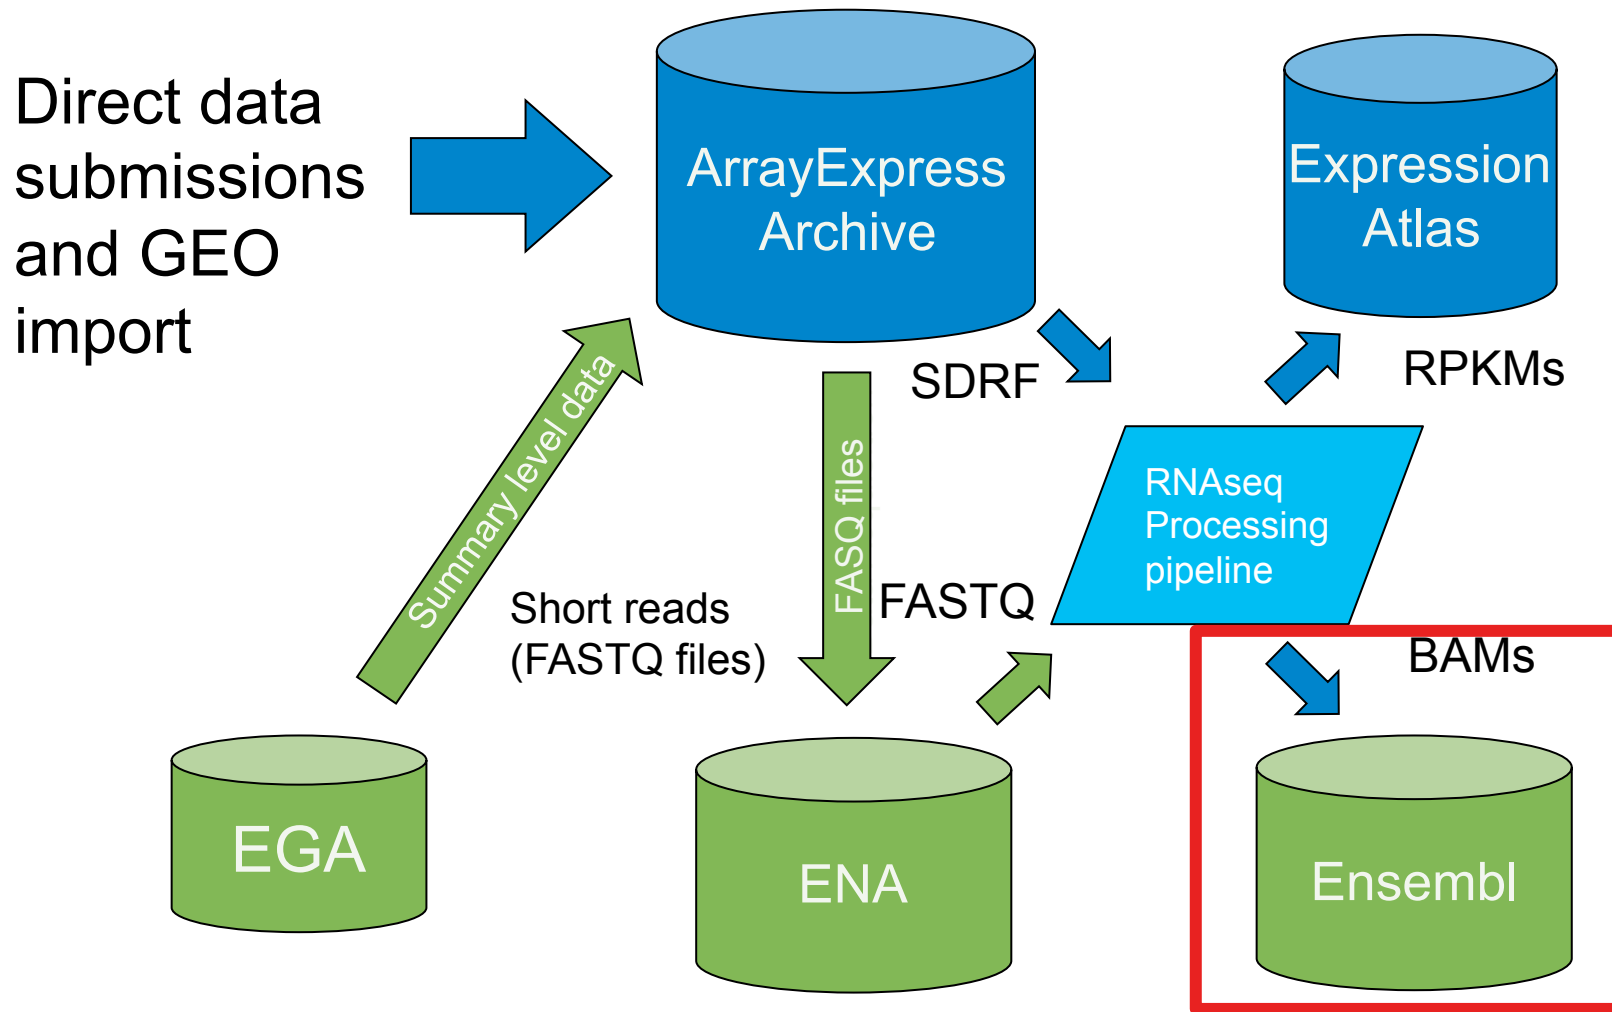 Direct data
submissions
and GEO
import
ArrayExpress
Archive
Expression
Atlas
SDRF
RPKMs
Summary level data
FASQ files
RNAseq
Processing
pipeline
Short reads
(FASTQ files)
FASTQ
BAMs
EGA
ENA
Ensembl